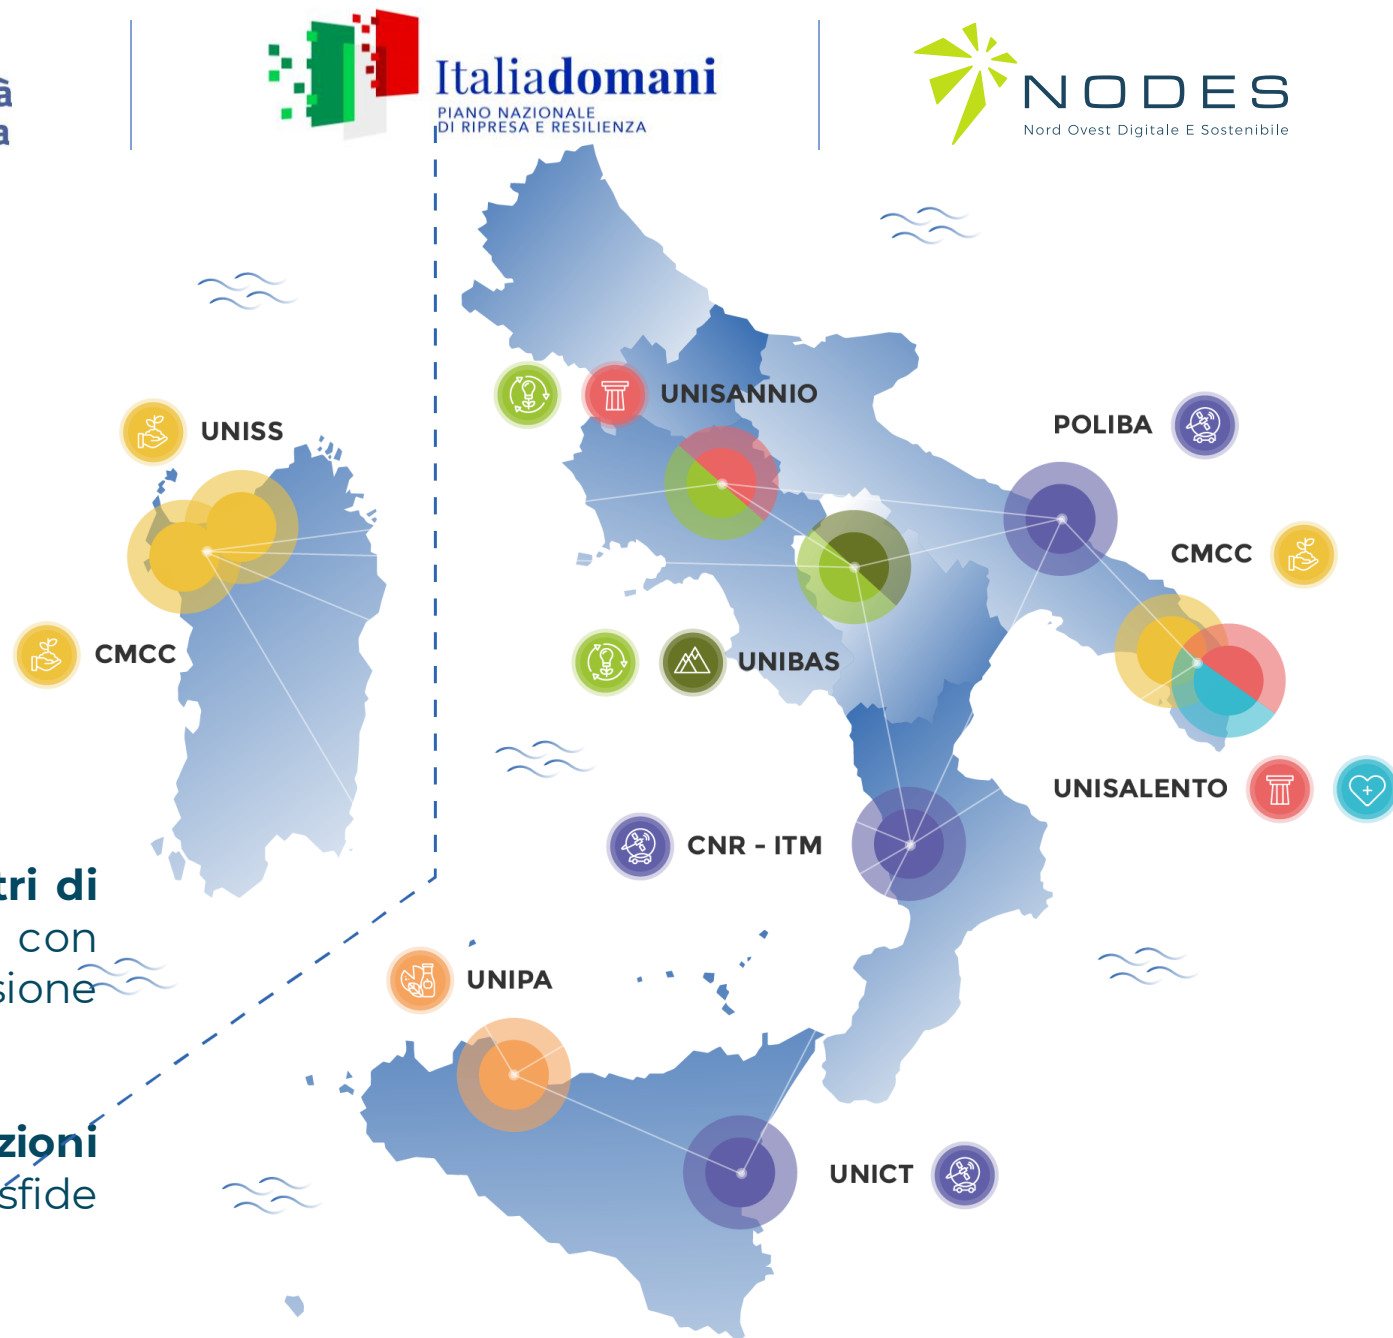 à
a
Italiadomani
PIANO NAZIONALE
DI RIPRESA E RESILIENZA
NODES
Nord Ovest Digitale E Sostenibile
UNISANNIO
POLIBA
UNISS
CMCC
CMCC
UNIBAS
UNISALENTO
CNR - ITM
tri di
con
sione
UNIPA
zioni
sfide
UNICT